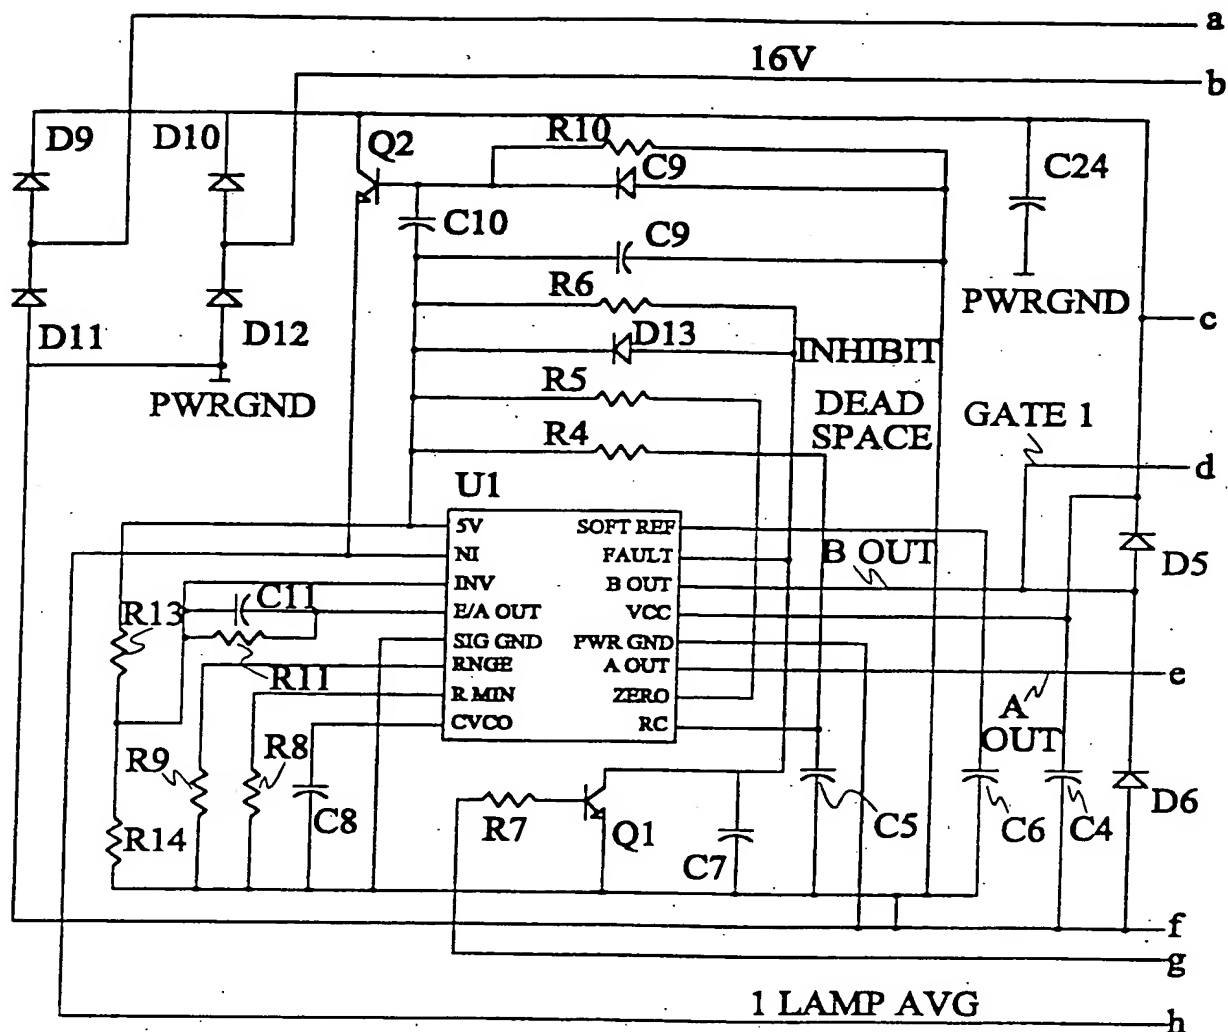 a
16V
b
D9
D10
Q2
R10
C9
C24
C10
C9
R6
PWRGND
c
D11
D12
D13
INHIBIT
PWRGND
R5
DEAD
SPACE
GATE 1
R4
d
U1
5V
SOFT REF
NI
FAULT
B OUT
D5
INV
B OUT
C11
E/A OUT
VCC
R13
SIG GND
PWR GND
RNGE
A OUT
e
R11
R MIN
ZERO
A
OUT
CVCO
RC
R9
R8
D6
C8
R7
Q1
C5
C6
C4
R14
C7
f
g
1 LAMP AVG
h